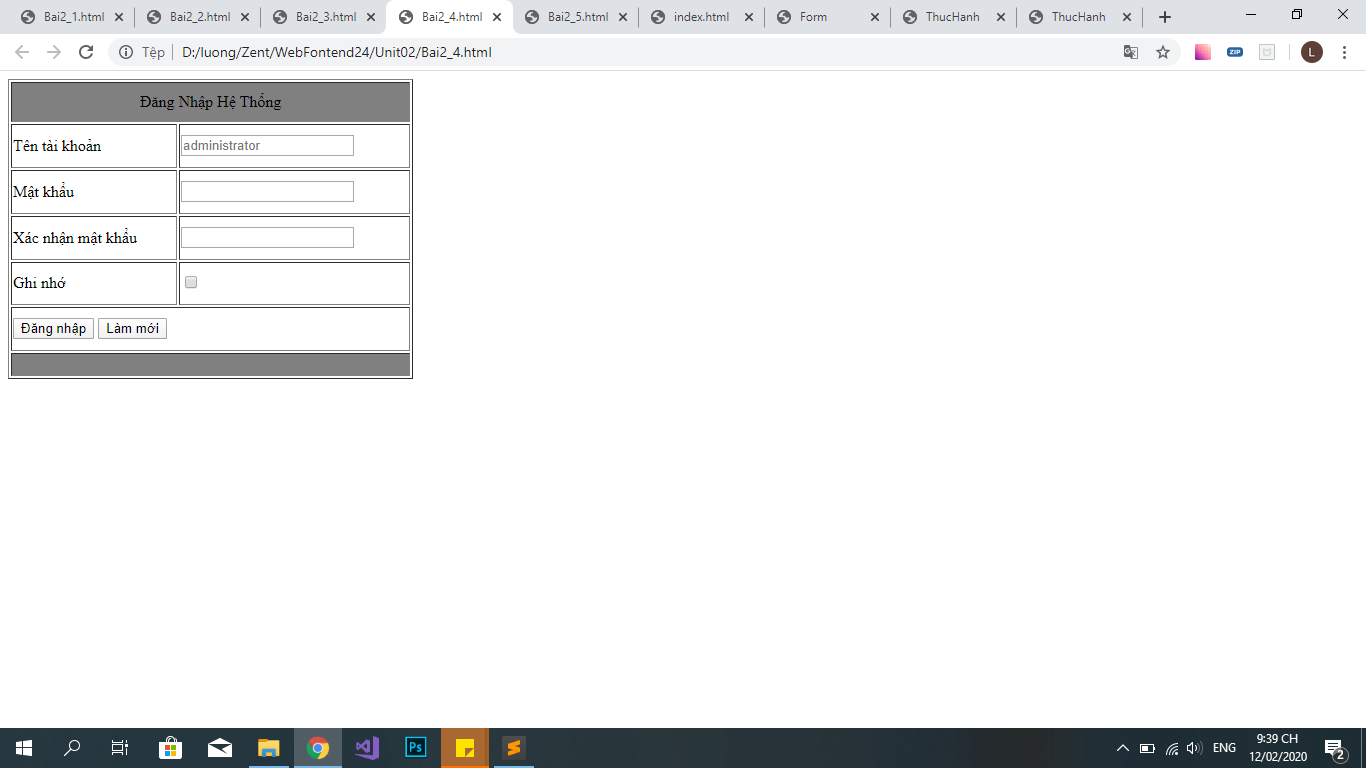 Bai2_1.html Bai2_2.html Bai2_3.html Bai2_4.html Bai2_5.html index.html Form ThucHanh ThucHanh
Tệp D:/luong/Zent/WebFontend24/Unit02/Bai2_4.html ZIP L
Đăng Nhập Hệ Thống
Tên tài khoản administrator
Mật khẩu
Xác nhận mật khẩu
Ghi nhớ
Đăng nhập Làm mới
Ps ENG 9:39 CH
12/02/2020 2